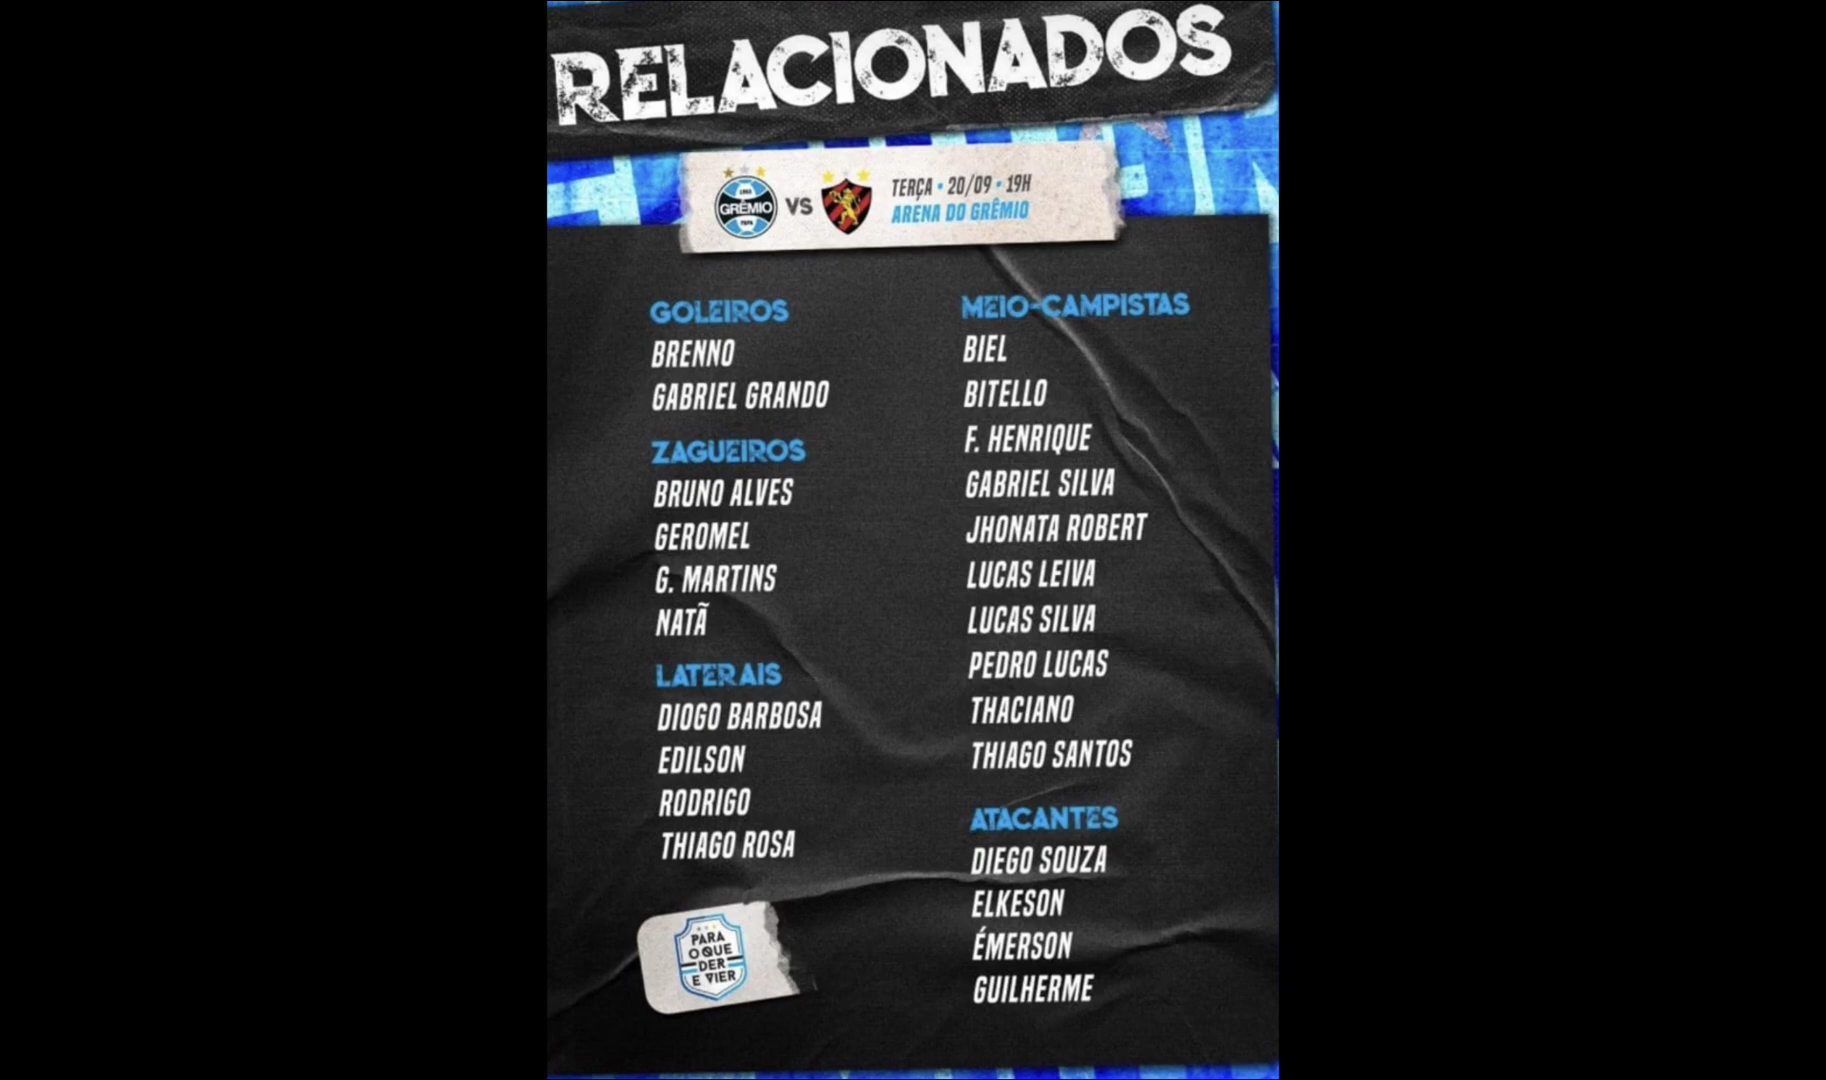 RELACIONADOS
GRÊMIO
VS
TERÇA • 20/09 • 19H
ARENA DO GRÊMIO
GOLEIROS
BRENNO
GABRIEL GRANDO
ZAGUEIROS
BRUNO ALVES
GEROMEL
G. MARTINS
NATÃ
LATERAIS
DIOGO BARBOSA
EDILSON
RODRIGO
THIAGO ROSA
MEIO-CAMPISTAS
BIEL
BITELLO
F. HENRIQUE
GABRIEL SILVA
JHONATA ROBERT
LUCAS LEIVA
LUCAS SILVA
PEDRO LUCAS
THACIANO
THIAGO SANTOS
ATACANTES
DIEGO SOUZA
ELKESON
ÉMERSON
GUILHERME
PARA
O QUE
DER
E VIER